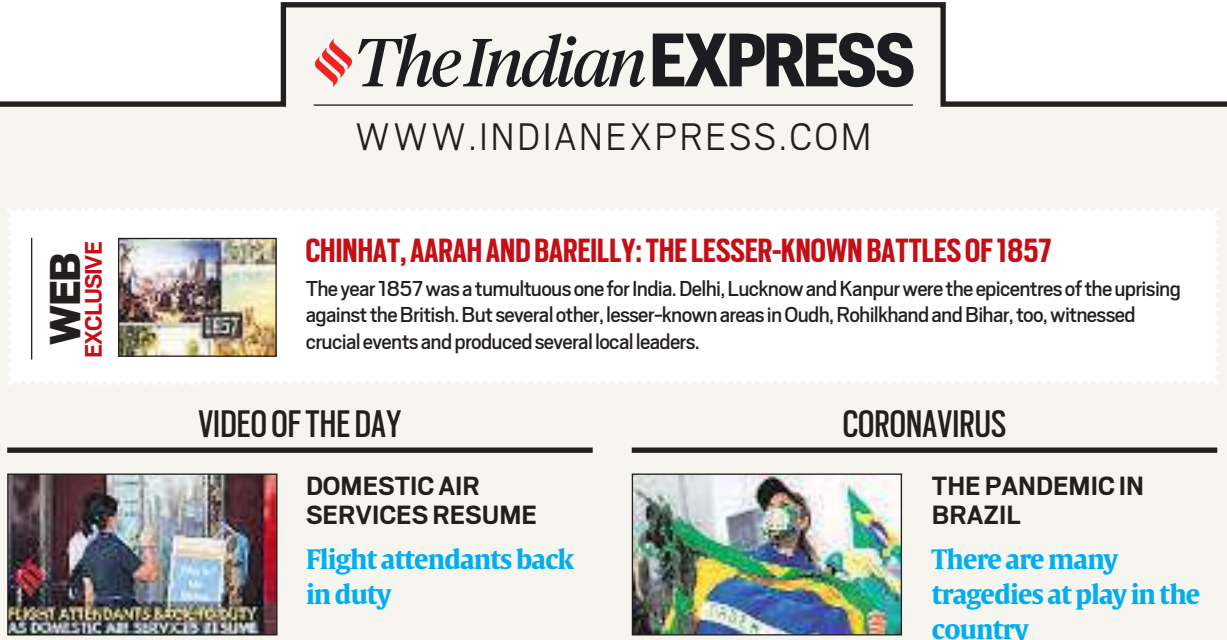 The Indian EXPRESS
WWW.INDIANEXPRESS.COM
WEB
EXCLUSIVE
1857
CHINHAT, AARAH AND BAREILLY: THE LESSER-KNOWN BATTLES OF 1857
The year 1857 was a tumultuous one for India. Delhi, Lucknow and Kanpur were the epicentres of the uprising
against the British. But several other, lesser-known areas in Oudh, Rohilkhand and Bihar, too, witnessed
crucial events and produced several local leaders.
VIDEO OF THE DAY
FLIGHT ATTENDANTS BACK TO DUTY
AS DOMESTIC AIR SERVICES RESUME
DOMESTIC AIR
SERVICES RESUME
Flight attendants back
in duty
CORONAVIRUS
THE PANDEMIC IN
BRAZIL
There are many
tragedies at play in the
country